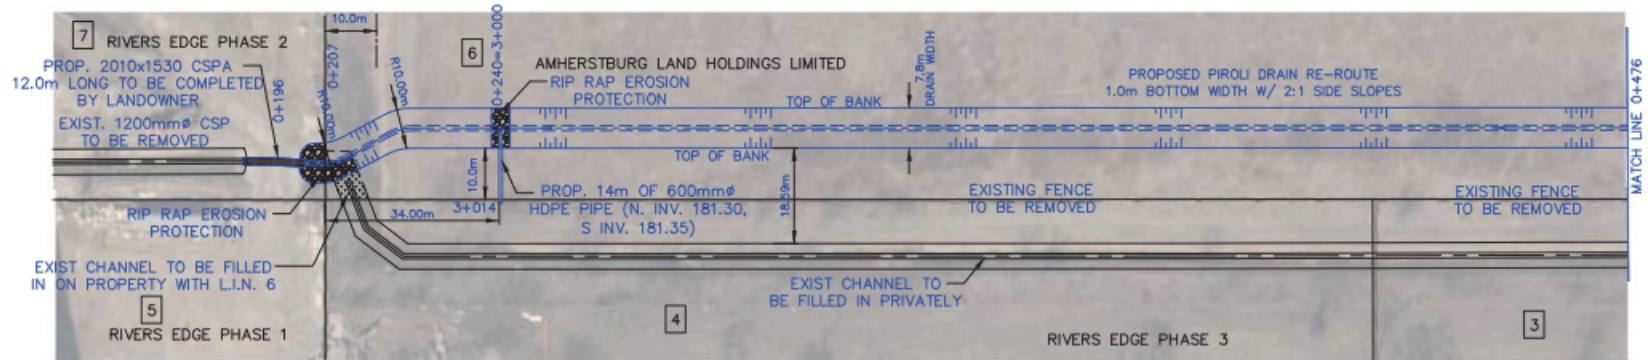 7
RIVERS EDGE PHASE 2
PROP. 2010x1530 CSPA
12.0m LONG TO BE COMPLETED
BY LANDOWNER
EXIST. 1200mmø CSP
TO BE REMOVED
0+196
0+207
10.0m
R10.00m
6
0+240=3+000
AMHERSTBURG LAND HOLDINGS LIMITED
RIP RAP EROSION
PROTECTION
TOP OF BANK
7.8m
DRAIN WIDTH
PROPOSED PIROLI DRAIN RE-ROUTE
1.0m BOTTOM WIDTH W/ 2:1 SIDE SLOPES
MATCH LINE 0+476
TOP OF BANK
10.0m
3+014
34.00m
PROP. 14m OF 600mmø
HDPE PIPE (N. INV. 181.30,
S INV. 181.35)
18.59m
EXISTING FENCE
TO BE REMOVED
EXISTING FENCE
TO BE REMOVED
RIP RAP EROSION
PROTECTION
EXIST CHANNEL TO BE FILLED
IN ON PROPERTY WITH L.I.N. 6
5
RIVERS EDGE PHASE 1
4
EXIST CHANNEL TO
BE FILLED IN PRIVATELY
RIVERS EDGE PHASE 3
3